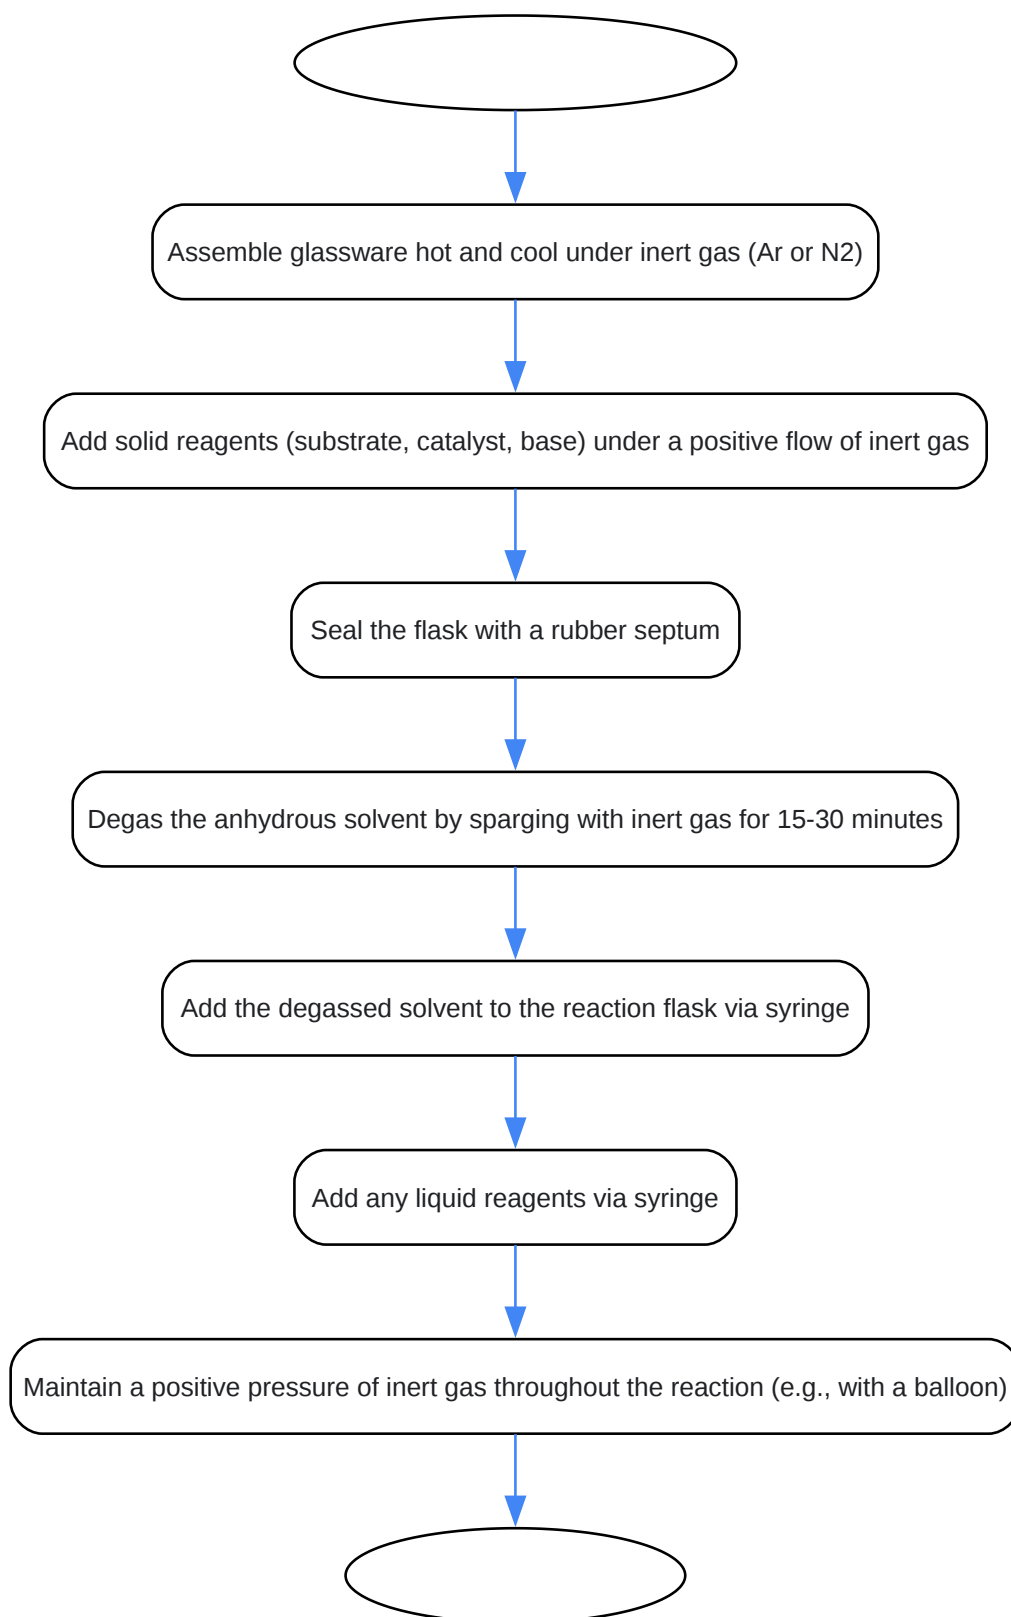 Assemble glassware hot and cool under inert gas (Ar or N2)
Add solid reagents (substrate, catalyst, base) under a positive flow of inert gas
Seal the flask with a rubber septum
Degas the anhydrous solvent by sparging with inert gas for 15-30 minutes
Add the degassed solvent to the reaction flask via syringe
Add any liquid reagents via syringe
Maintain a positive pressure of inert gas throughout the reaction (e.g., with a balloon)